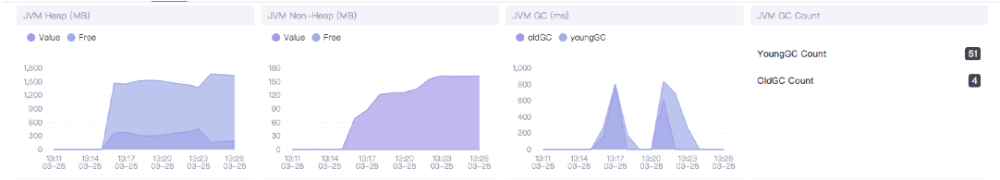 JVM Heap (MB)
Value Free
1,800
1,500
1,200
900
600
300
0
13:11 13:14 13:17 13:20 13:23 13:26
03-25 03-25 03-25 03-25 03-25 03-25
JVM Non-Heap (MB)
Value Free
180
150
120
90
60
30
0
13:11 13:14 13:17 13:20 13:23 13:26
03-25 03-25 03-25 03-25 03-25 03-25
JVM GC (ms)
oldGC youngGC
1,000
800
600
400
200
0
13:11 13:14 13:17 13:20 13:23 13:26
03-25 03-25 03-25 03-25 03-25 03-25
JVM GC Count
YoungGC Count 51
OldGC Count 4